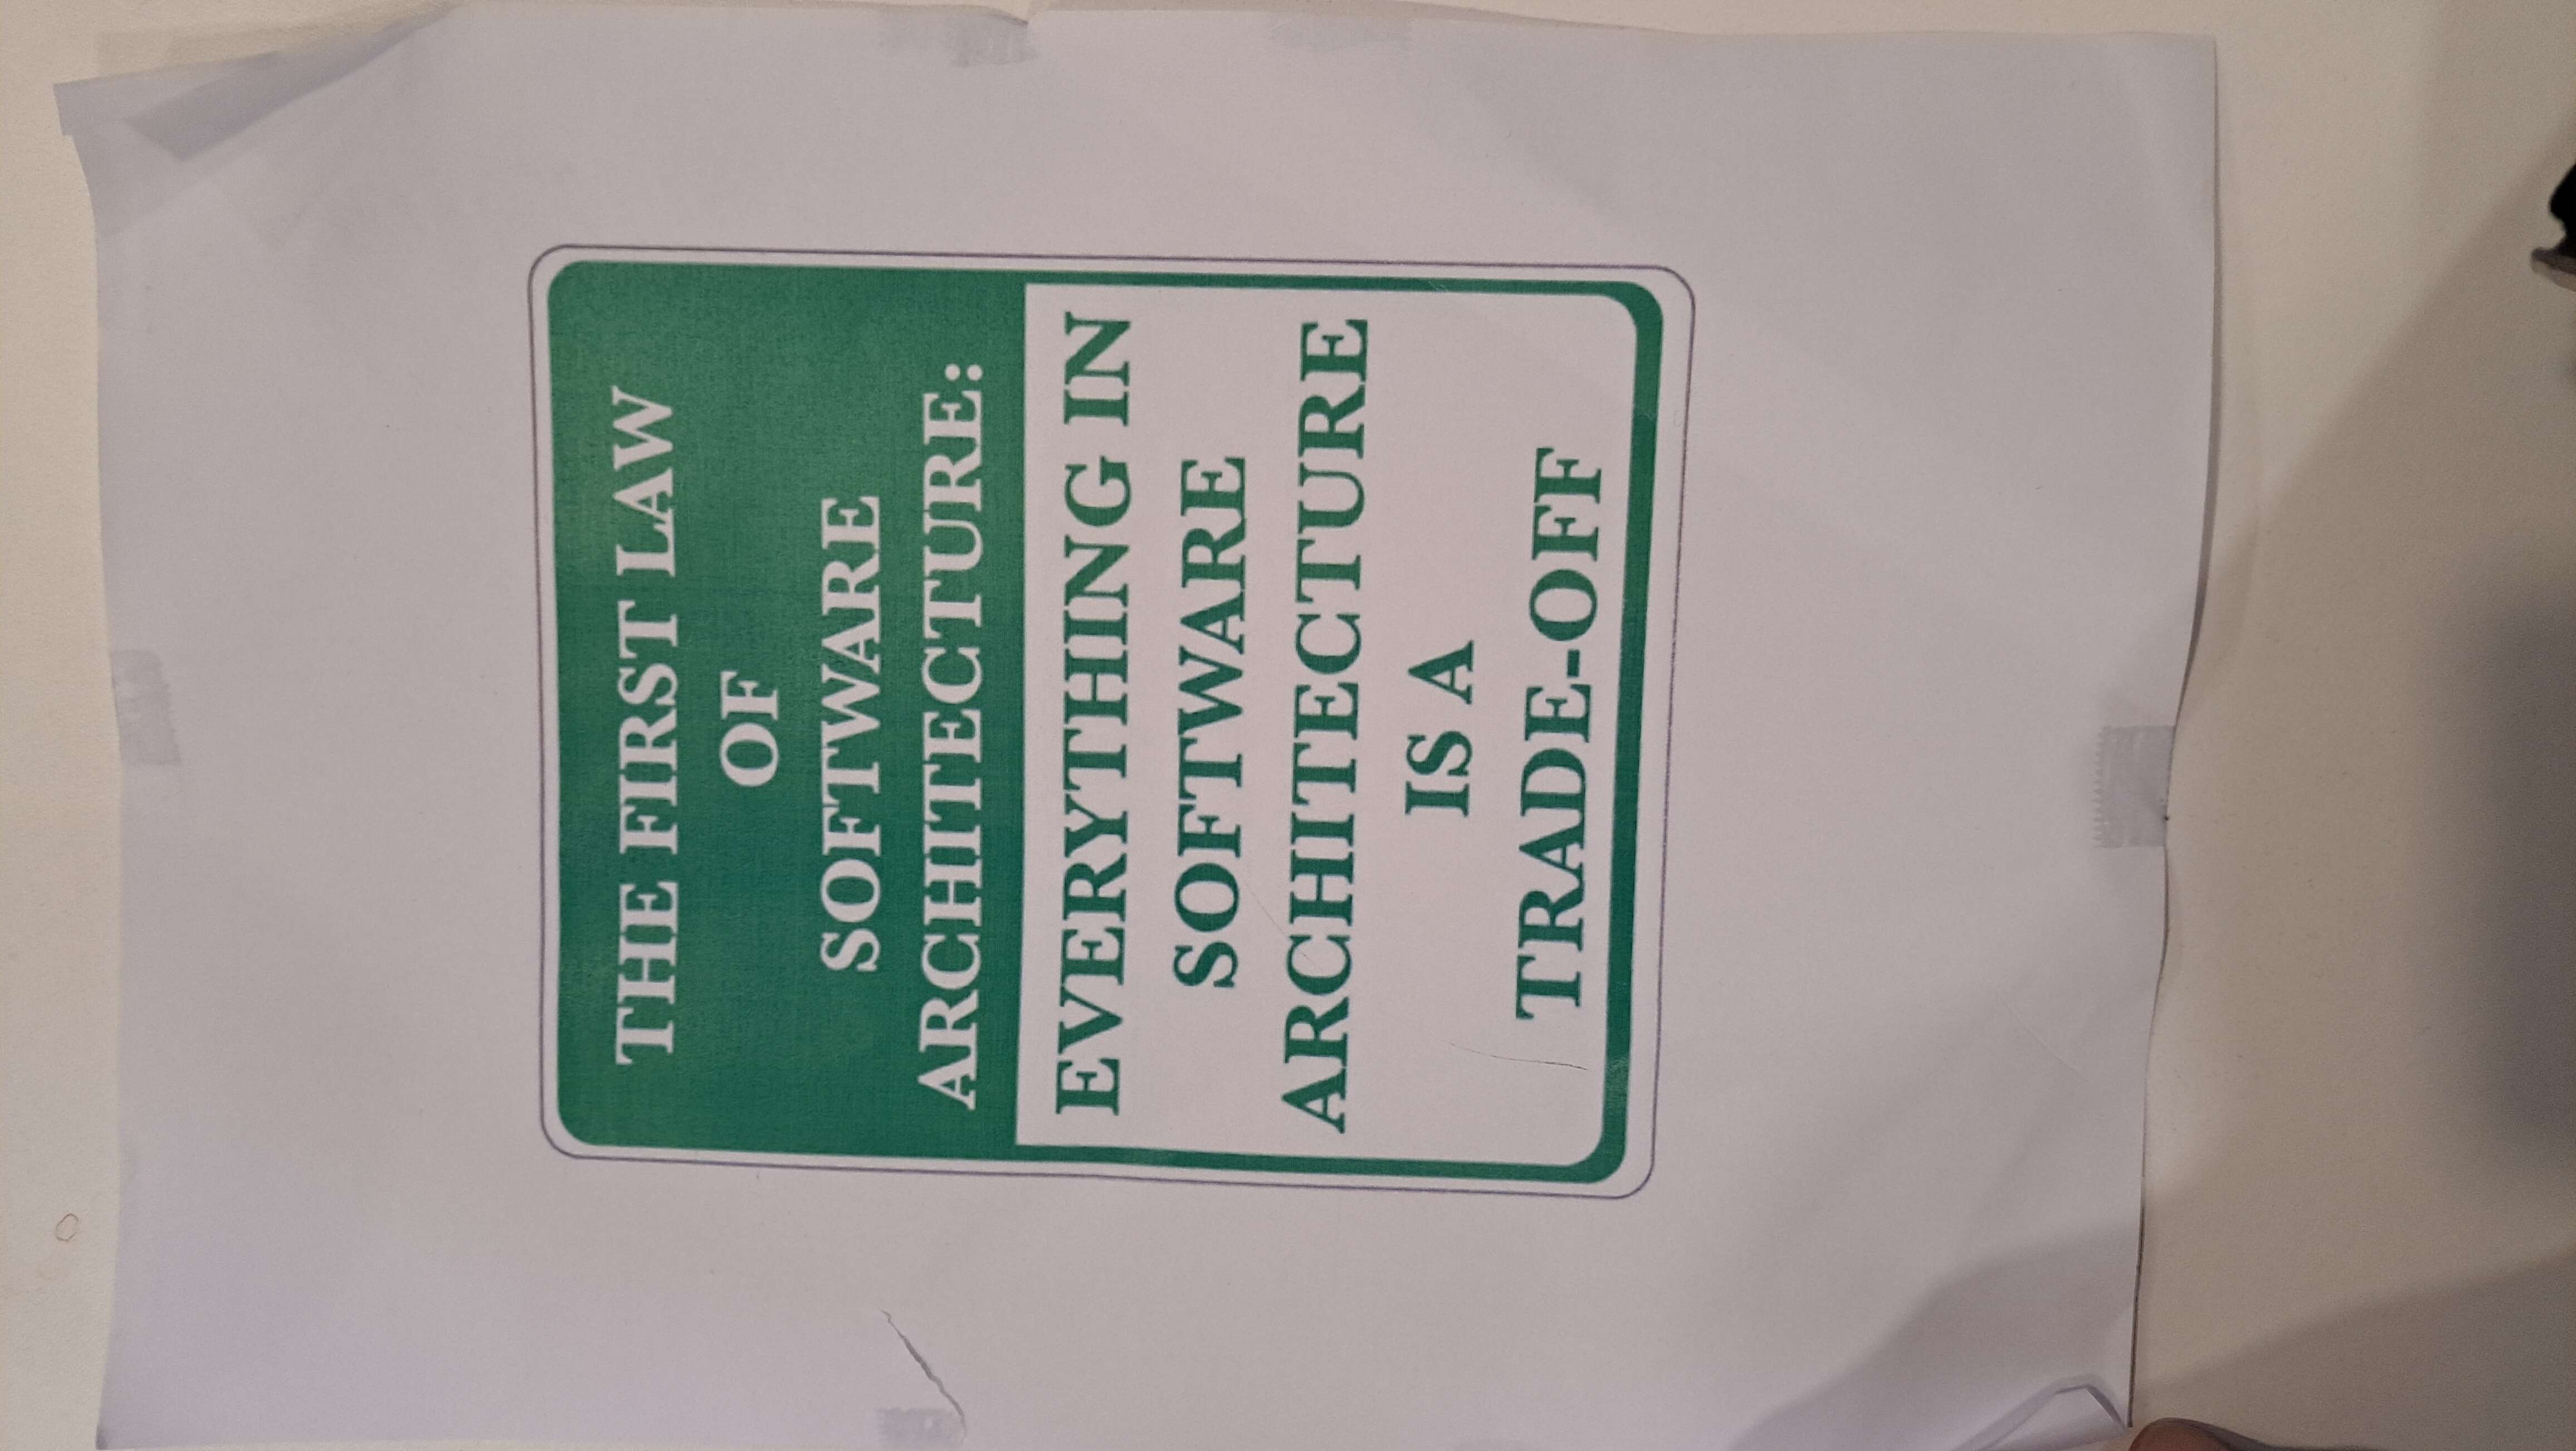 THE FIRST LAW
OF
SOFTWARE
ARCHITECTURE:
EVERYTHING IN
SOFTWARE
ARCHITECTURE
IS A
TRADE-OFF